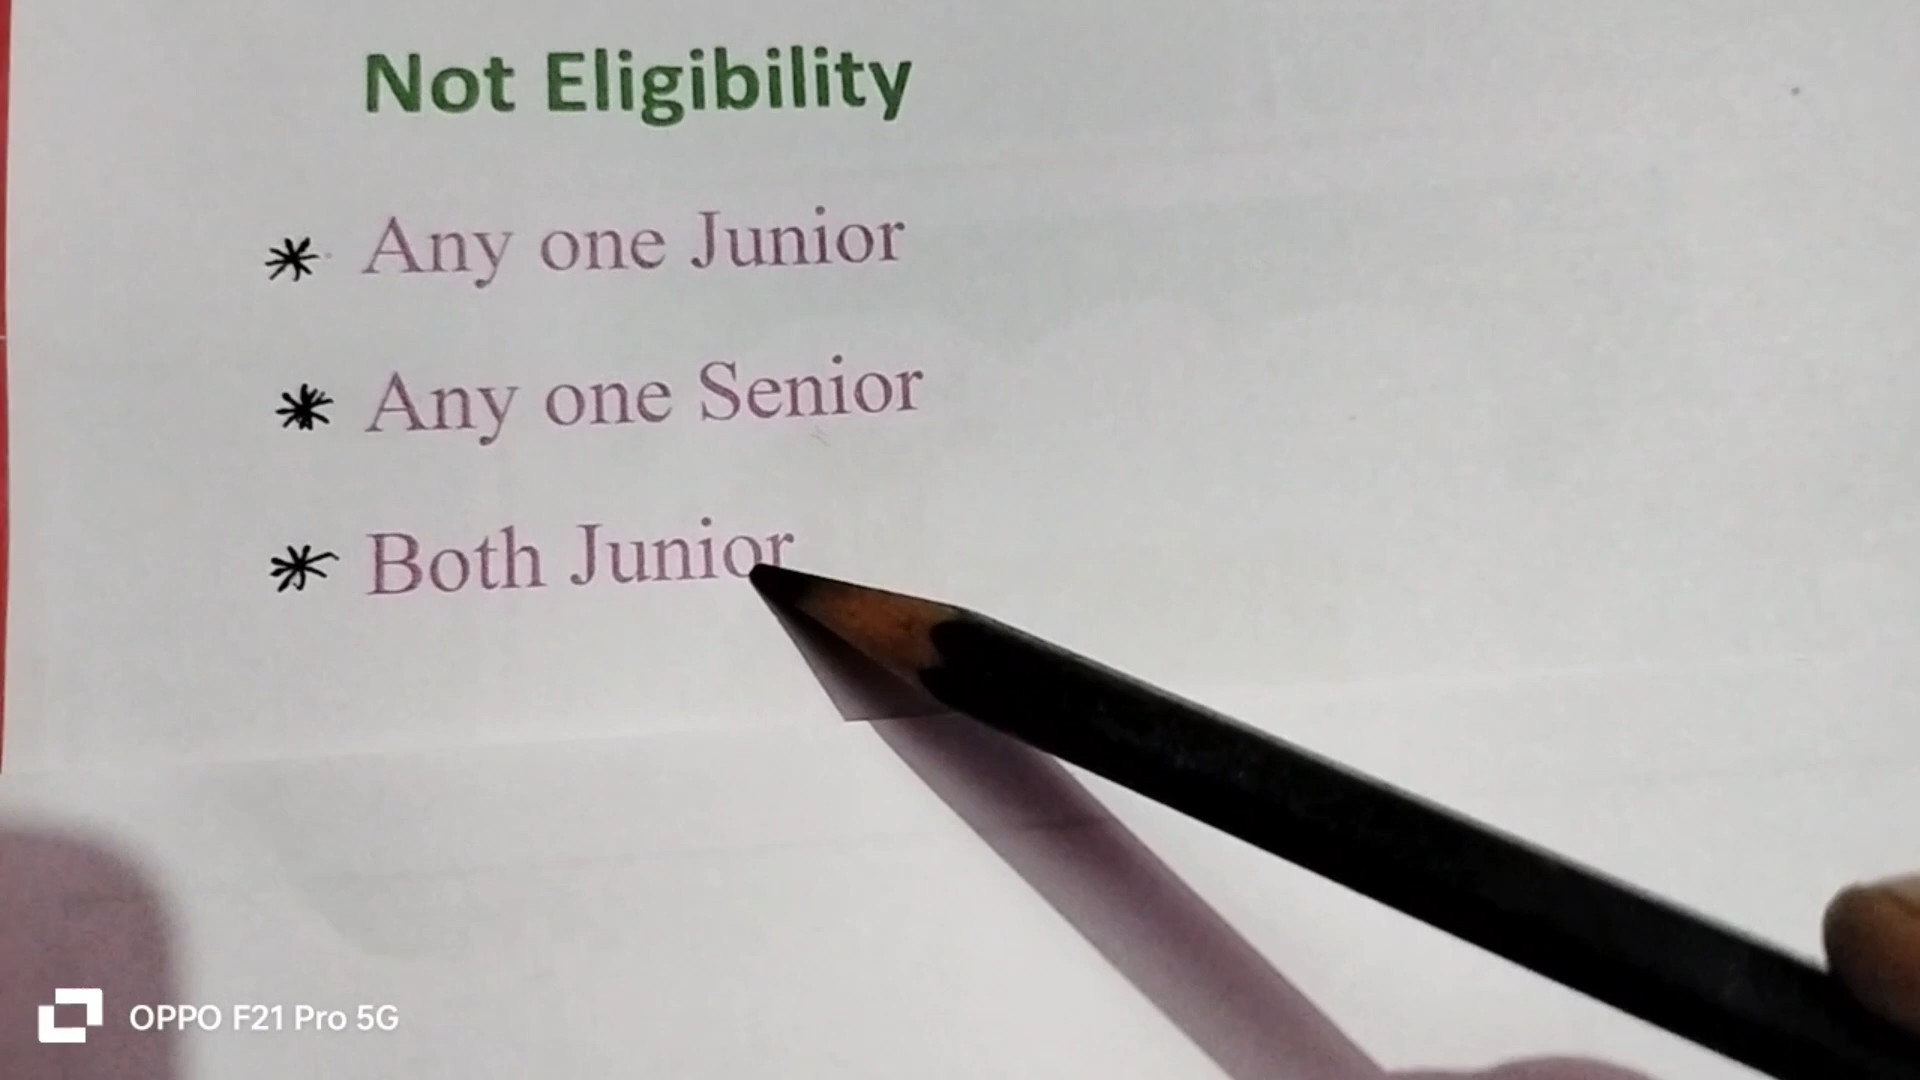 Not Eligibility
* Any one Junior
* Any one Senior
* Both Junior
OPPO F21 Pro 5G